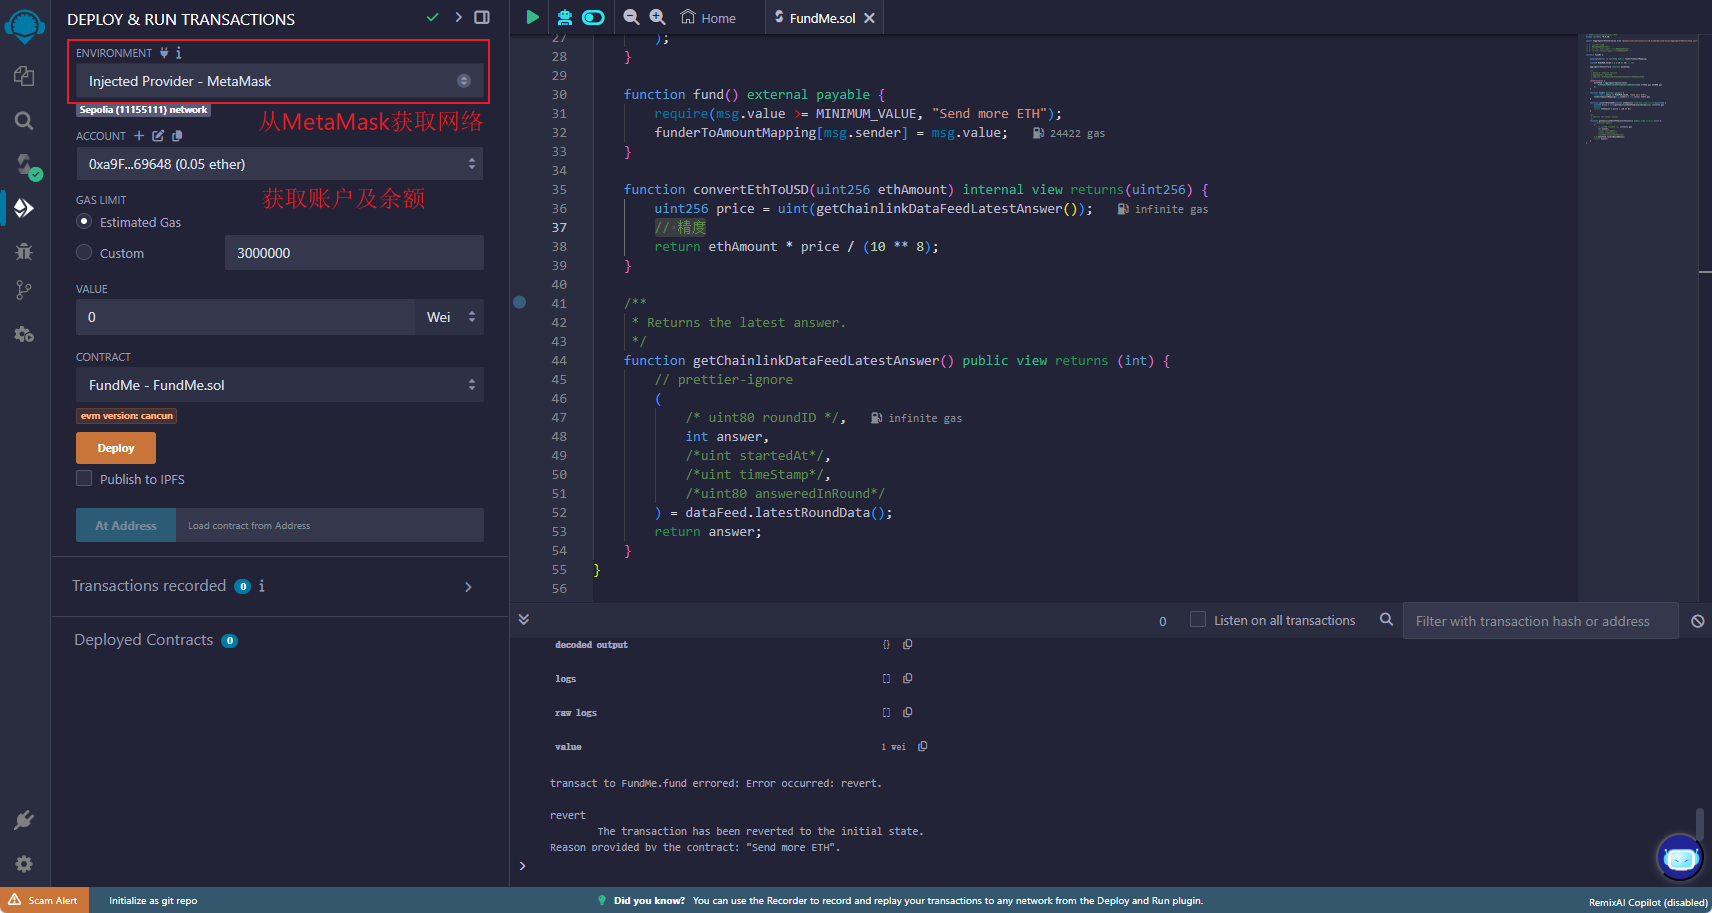 DEPLOY & RUN TRANSACTIONS
ENVIRONMENT
Injected Provider - MetaMask
Sepolia (11155111) network
从MetaMask获取网络
ACCOUNT
0xa9F...69648 (0.05 ether)
获取账户及余额
GAS LIMIT
Estimated Gas
Custom
3000000
VALUE
0
Wei
CONTRACT
FundMe - FundMe.sol
evm version: cancun
Deploy
Publish to IPFS
At Address
Load contract from Address
Transactions recorded 0
Deployed Contracts 0
Home
FundMe.sol
27 );
28 }
29
30 function fund() external payable {
31 require(msg.value >= MINIMUM_VALUE, "Send more ETH");
32 funderToAmountMapping[msg.sender] = msg.value; 24422 gas
33 }
34
35 function convertEthToUSD(uint256 ethAmount) internal view returns(uint256) {
36 uint256 price = uint(getChainlinkDataFeedLatestAnswer()); infinite gas
37 // 精度
38 return ethAmount * price / (10 ** 8);
39 }
40
41 /**
42 * Returns the latest answer.
43 */
44 function getChainlinkDataFeedLatestAnswer() public view returns (int) {
45 // prettier-ignore
46 (
47 /* uint80 roundID */, infinite gas
48 int answer,
49 /*uint startedAt*/,
50 /*uint timeStamp*/,
51 /*uint80 answeredInRound*/
52 ) = dataFeed.latestRoundData();
53 return answer;
54 }
55 }
56
0
Listen on all transactions
Filter with transaction hash or address
decoded output {}
logs []
raw logs []
value 1 wei
transact to FundMe.fund errored: Error occurred: revert.
revert
The transaction has been reverted to the initial state.
Reason provided by the contract: "Send more ETH".
>
Scam Alert
Initialize as git repo
Did you know? You can use the Recorder to record and replay your transactions to any network from the Deploy and Run plugin.
RemixAI Copilot (disabled)